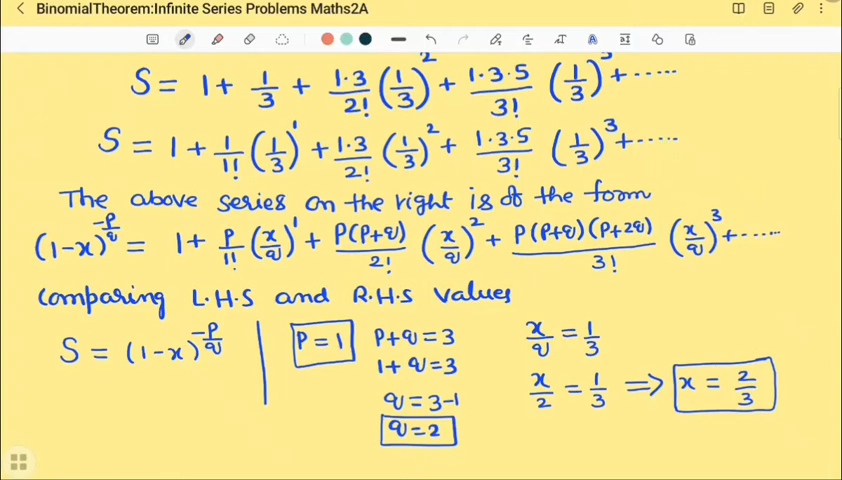 BinomialTheorem:Infinite Series Problems Maths2A
S = 1 + 1/3 + 1·3/2! (1/3)² + 1·3·5/3! (1/3)³ + ......
S = 1 + 1/1! (1/3)¹ + 1·3/2! (1/3)² + 1·3·5/3! (1/3)³ + ......
The above series on the right is of the form
(1-x)^(-p/q) = 1 + p/1! (x/q)¹ + p(p+q)/2! (x/q)² + p(p+q)(p+2q)/3! (x/q)³ + ......
Comparing L.H.S and R.H.S values
S = (1-x)^(-p/q)
P = 1
P+q = 3
1+q = 3
q = 3-1
q = 2
x/q = 1/3
x/2 = 1/3 ⟹ x = 2/3